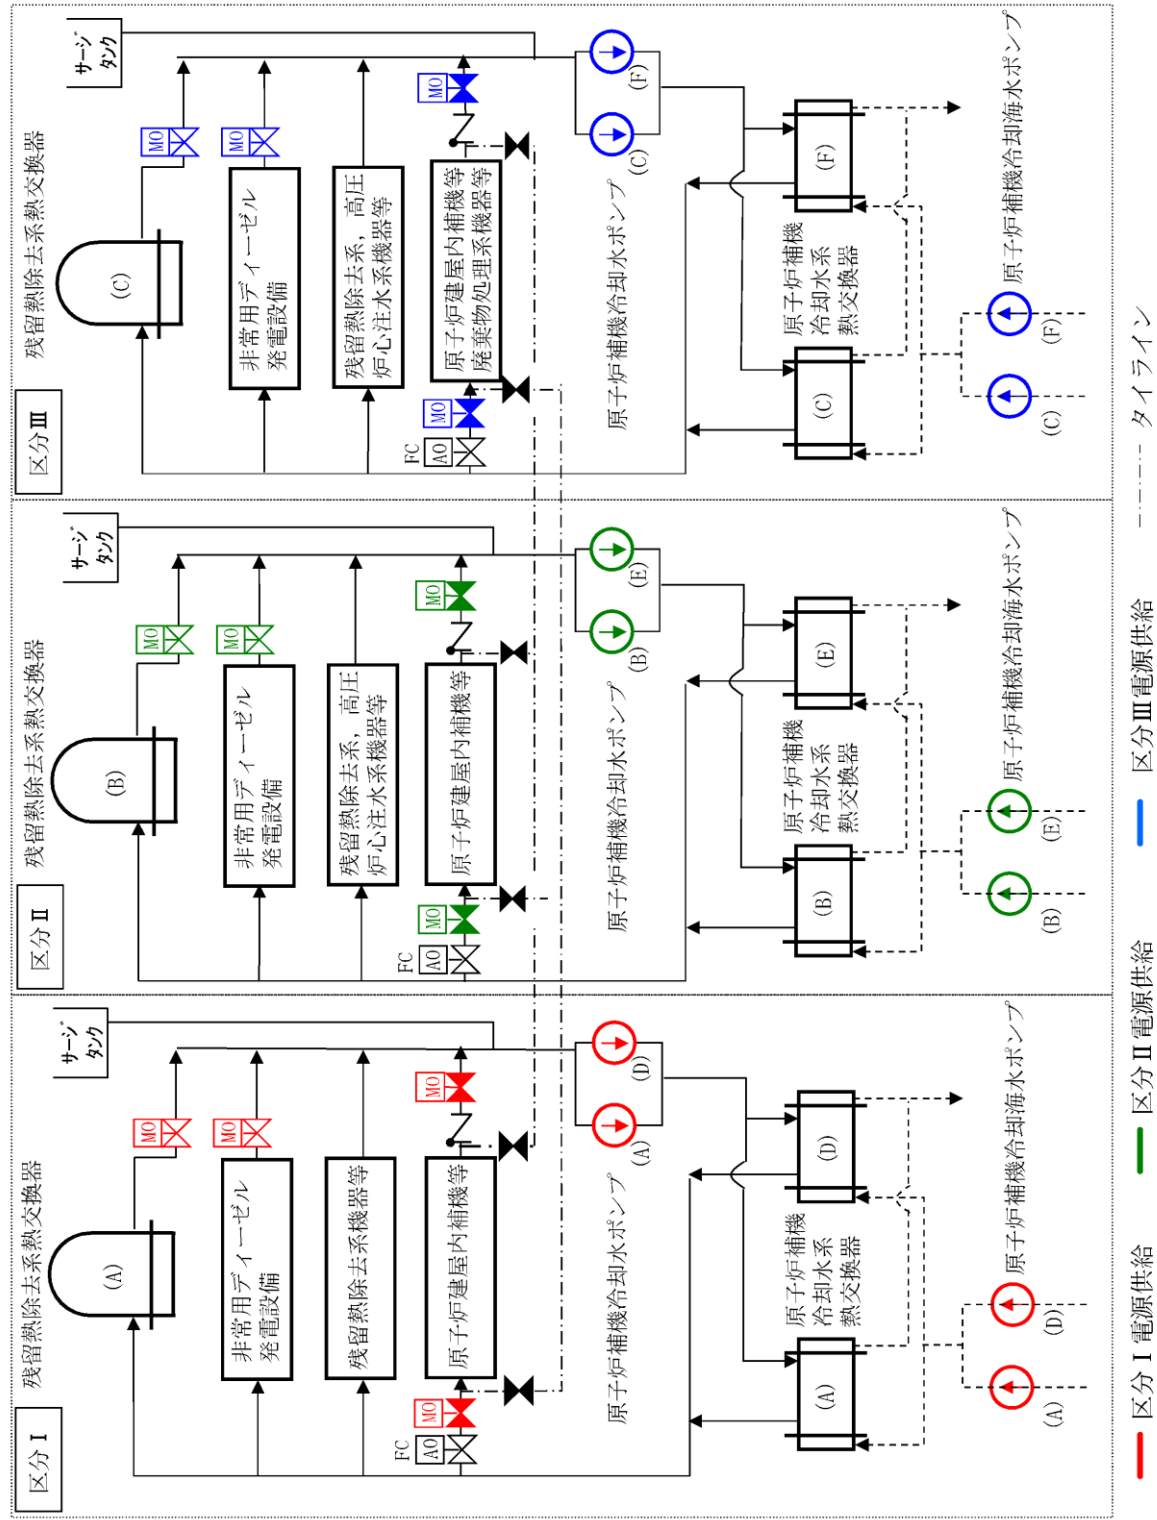 区分Ⅰ
残留熱除去系熱交換器
(A)
サージ
タンク
MO
非常用ディーゼル
発電設備
MO
残留熱除去系機器等
FC
AO
MO
原子炉建屋内補機等
MO
原子炉補機冷却水ポンプ
(A)
(D)
原子炉補機
冷却水系
熱交換器
(A)
(D)
原子炉補機冷却海水ポンプ
(A)
(D)
区分Ⅱ
残留熱除去系熱交換器
(B)
サージ
タンク
MO
非常用ディーゼル
発電設備
MO
残留熱除去系，高圧
炉心注水系機器等
FC
AO
MO
原子炉建屋内補機等
MO
原子炉補機冷却水ポンプ
(B)
(E)
原子炉補機
冷却水系
熱交換器
(B)
(E)
原子炉補機冷却海水ポンプ
(B)
(E)
区分Ⅲ
残留熱除去系熱交換器
(C)
サージ
タンク
MO
非常用ディーゼル
発電設備
MO
残留熱除去系，高圧
炉心注水系機器等
FC
AO
MO
原子炉建屋内補機等
廃棄物処理系機器等
MO
原子炉補機冷却水ポンプ
(C)
(F)
原子炉補機
冷却水系
熱交換器
(C)
(F)
原子炉補機冷却海水ポンプ
(C)
(F)
区分Ⅰ電源供給
区分Ⅱ電源供給
区分Ⅲ電源供給
タイライン